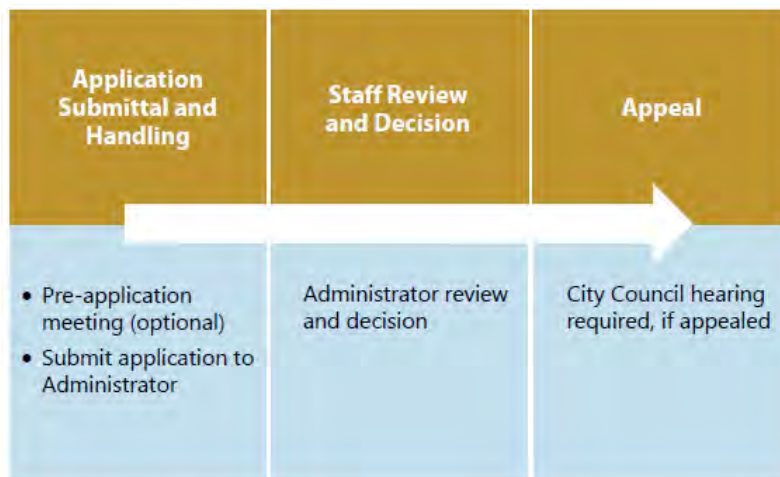 Application
Submittal and
Handling
Staff Review
and Decision
Appeal
• Pre-application
meeting (optional)
• Submit application to
Administrator
Administrator review
and decision
City Council hearing
required, if appealed